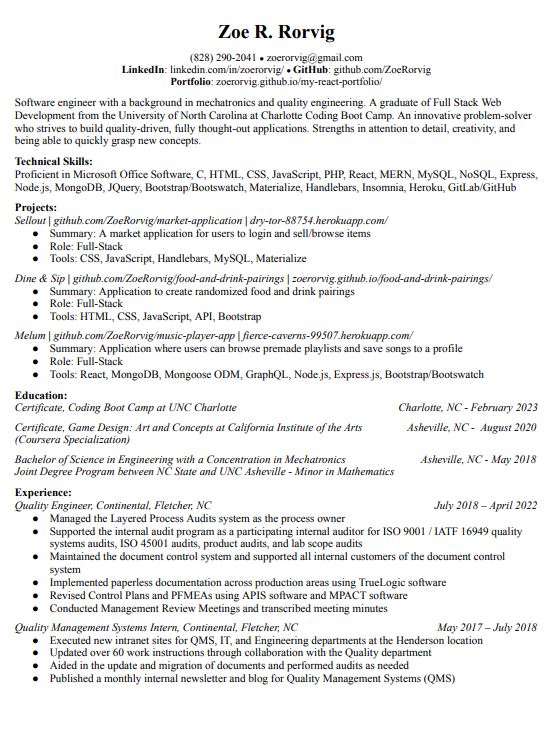 Zoe R. Rorvig
(828) 290-2041 ● zoerorvig@gmail.com
LinkedIn: linkedin.com/in/zoerorvig/ ● GitHub: github.com/ZoeRorvig
Portfolio: zoerorvig.github.io/my-react-portfolio/
Software engineer with a background in mechatronics and quality engineering. A graduate of Full Stack Web
Development from the University of North Carolina at Charlotte Coding Boot Camp. An innovative problem-solver
who strives to build quality-driven, fully thought-out applications. Strengths in attention to detail, creativity, and
being able to quickly grasp new concepts.
Technical Skills:
Proficient in Microsoft Office Software, C, HTML, CSS, JavaScript, PHP, React, MERN, MySQL, NoSQL, Express,
Node.js, MongoDB, JQuery, Bootstrap/Bootswatch, Materialize, Handlebars, Insomnia, Heroku, GitLab/GitHub
Projects:
Sellout | github.com/ZoeRorvig/market-application | dry-tor-88754.herokuapp.com/
● Summary: A market application for users to login and sell/browse items
● Role: Full-Stack
● Tools: CSS, JavaScript, Handlebars, MySQL, Materialize
Dine & Sip | github.com/ZoeRorvig/food-and-drink-pairings | zoerorvig.github.io/food-and-drink-pairings/
● Summary: Application to create randomized food and drink pairings
● Role: Full-Stack
● Tools: HTML, CSS, JavaScript, API, Bootstrap
Melum | github.com/ZoeRorvig/music-player-app | fierce-caverns-99507.herokuapp.com/
● Summary: Application where users can browse premade playlists and save songs to a profile
● Role: Full-Stack
● Tools: React, MongoDB, Mongoose ODM, GraphQL, Node.js, Express.js, Bootstrap/Bootswatch
Education:
Certificate, Coding Boot Camp at UNC Charlotte Charlotte, NC - February 2023
Certificate, Game Design: Art and Concepts at California Institute of the Arts Asheville, NC - August 2020
(Coursera Specialization)
Bachelor of Science in Engineering with a Concentration in Mechatronics Asheville, NC - May 2018
Joint Degree Program between NC State and UNC Asheville - Minor in Mathematics
Experience:
Quality Engineer, Continental, Fletcher, NC July 2018 – April 2022
● Managed the Layered Process Audits system as the process owner
● Supported the internal audit program as a participating internal auditor for ISO 9001 / IATF 16949 quality
systems audits, ISO 45001 audits, product audits, and lab scope audits
● Maintained the document control system and supported all internal customers of the document control
system
● Implemented paperless documentation across production areas using TrueLogic software
● Revised Control Plans and PFMEAs using APIS software and MPACT software
● Conducted Management Review Meetings and transcribed meeting minutes
Quality Management Systems Intern, Continental, Fletcher, NC May 2017 – July 2018
● Executed new intranet sites for QMS, IT, and Engineering departments at the Henderson location
● Updated over 60 work instructions through collaboration with the Quality department
● Aided in the update and migration of documents and performed audits as needed
● Published a monthly internal newsletter and blog for Quality Management Systems (QMS)